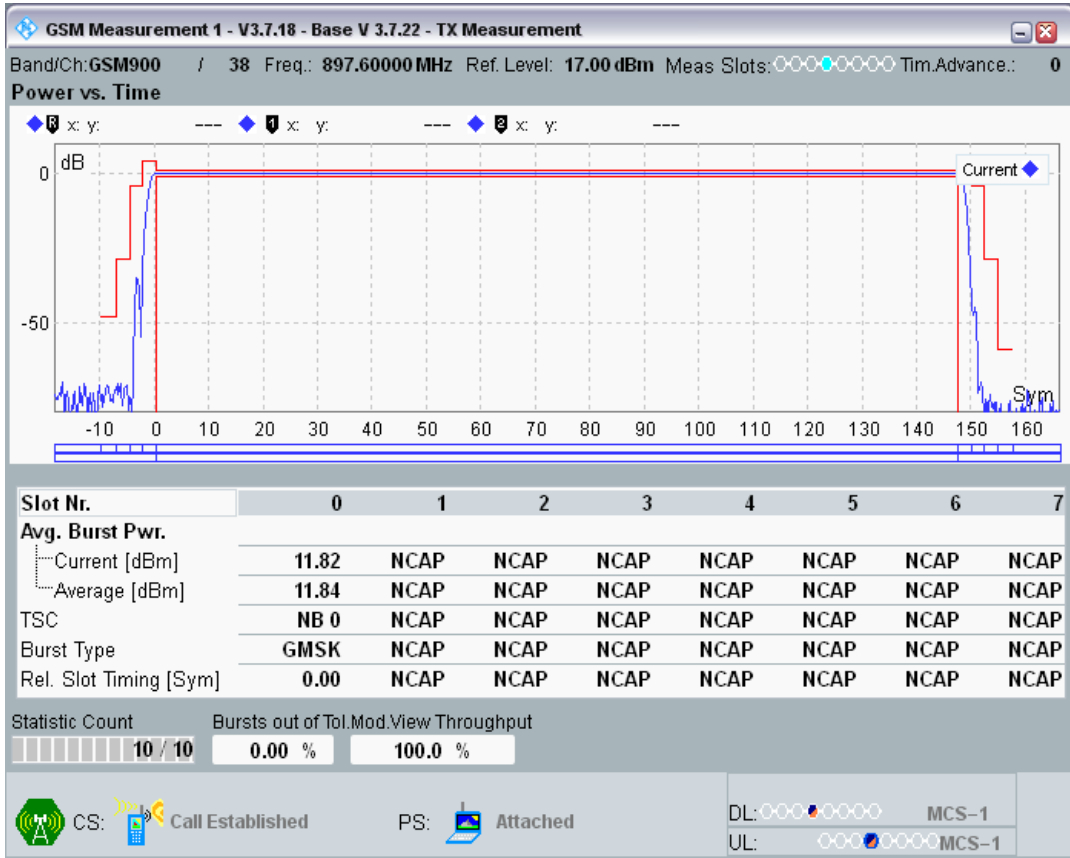 GSM Measurement 1 - V3.7.18 - Base V 3.7.22 - TX Measurement
Band/Ch:GSM900 / 38 Freq.: 897.60000 MHz Ref. Level: 17.00 dBm Meas Slots: Tim.Advance.: 0
Power vs. Time
R x: y: --- 1 x: y: --- 2 x: y: ---
dB
Current
0
-50
Sym
-10 0 10 20 30 40 50 60 70 80 90 100 110 120 130 140 150 160
Slot Nr. 0 1 2 3 4 5 6 7
Avg. Burst Pwr.
Current [dBm] 11.82 NCAP NCAP NCAP NCAP NCAP NCAP NCAP
Average [dBm] 11.84 NCAP NCAP NCAP NCAP NCAP NCAP NCAP
TSC NB 0 NCAP NCAP NCAP NCAP NCAP NCAP NCAP
Burst Type GMSK NCAP NCAP NCAP NCAP NCAP NCAP NCAP
Rel. Slot Timing [Sym] 0.00 NCAP NCAP NCAP NCAP NCAP NCAP NCAP
Statistic Count Bursts out of Tol.Mod.View Throughput
10 / 10 0.00 % 100.0 %
CS: Call Established PS: Attached
DL: MCS-1
UL: MCS-1